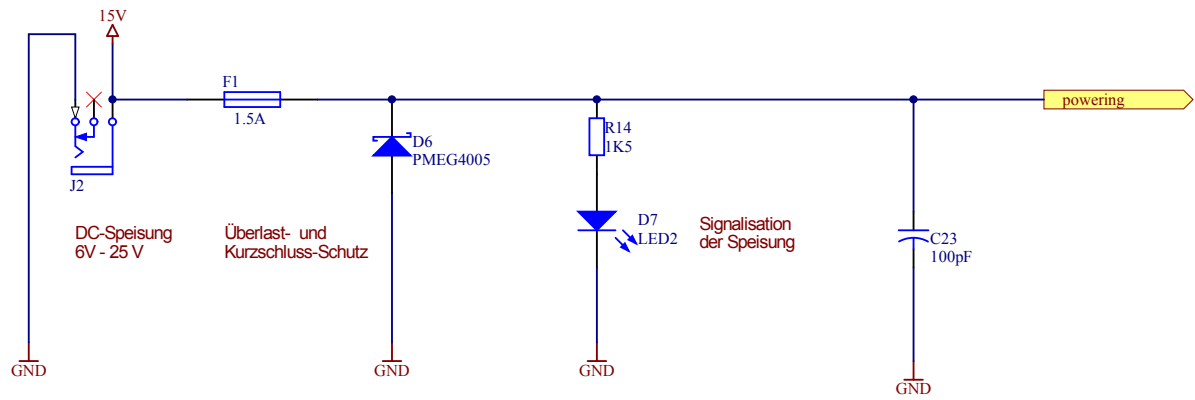 15V
F1
1.5A
powering
D6
PMEG4005
R14
1K5
J2
DC-Speisung
6V - 25 V
Überlast- und
Kurzschluss-Schutz
D7
LED2
Signalisation
der Speisung
C23
100pF
GND
GND
GND
GND